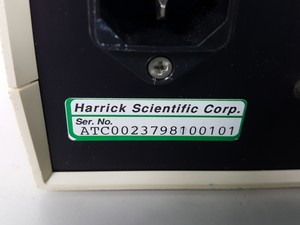 Harrick Scientific Corp.
Ser. No.
ATC0023798100101